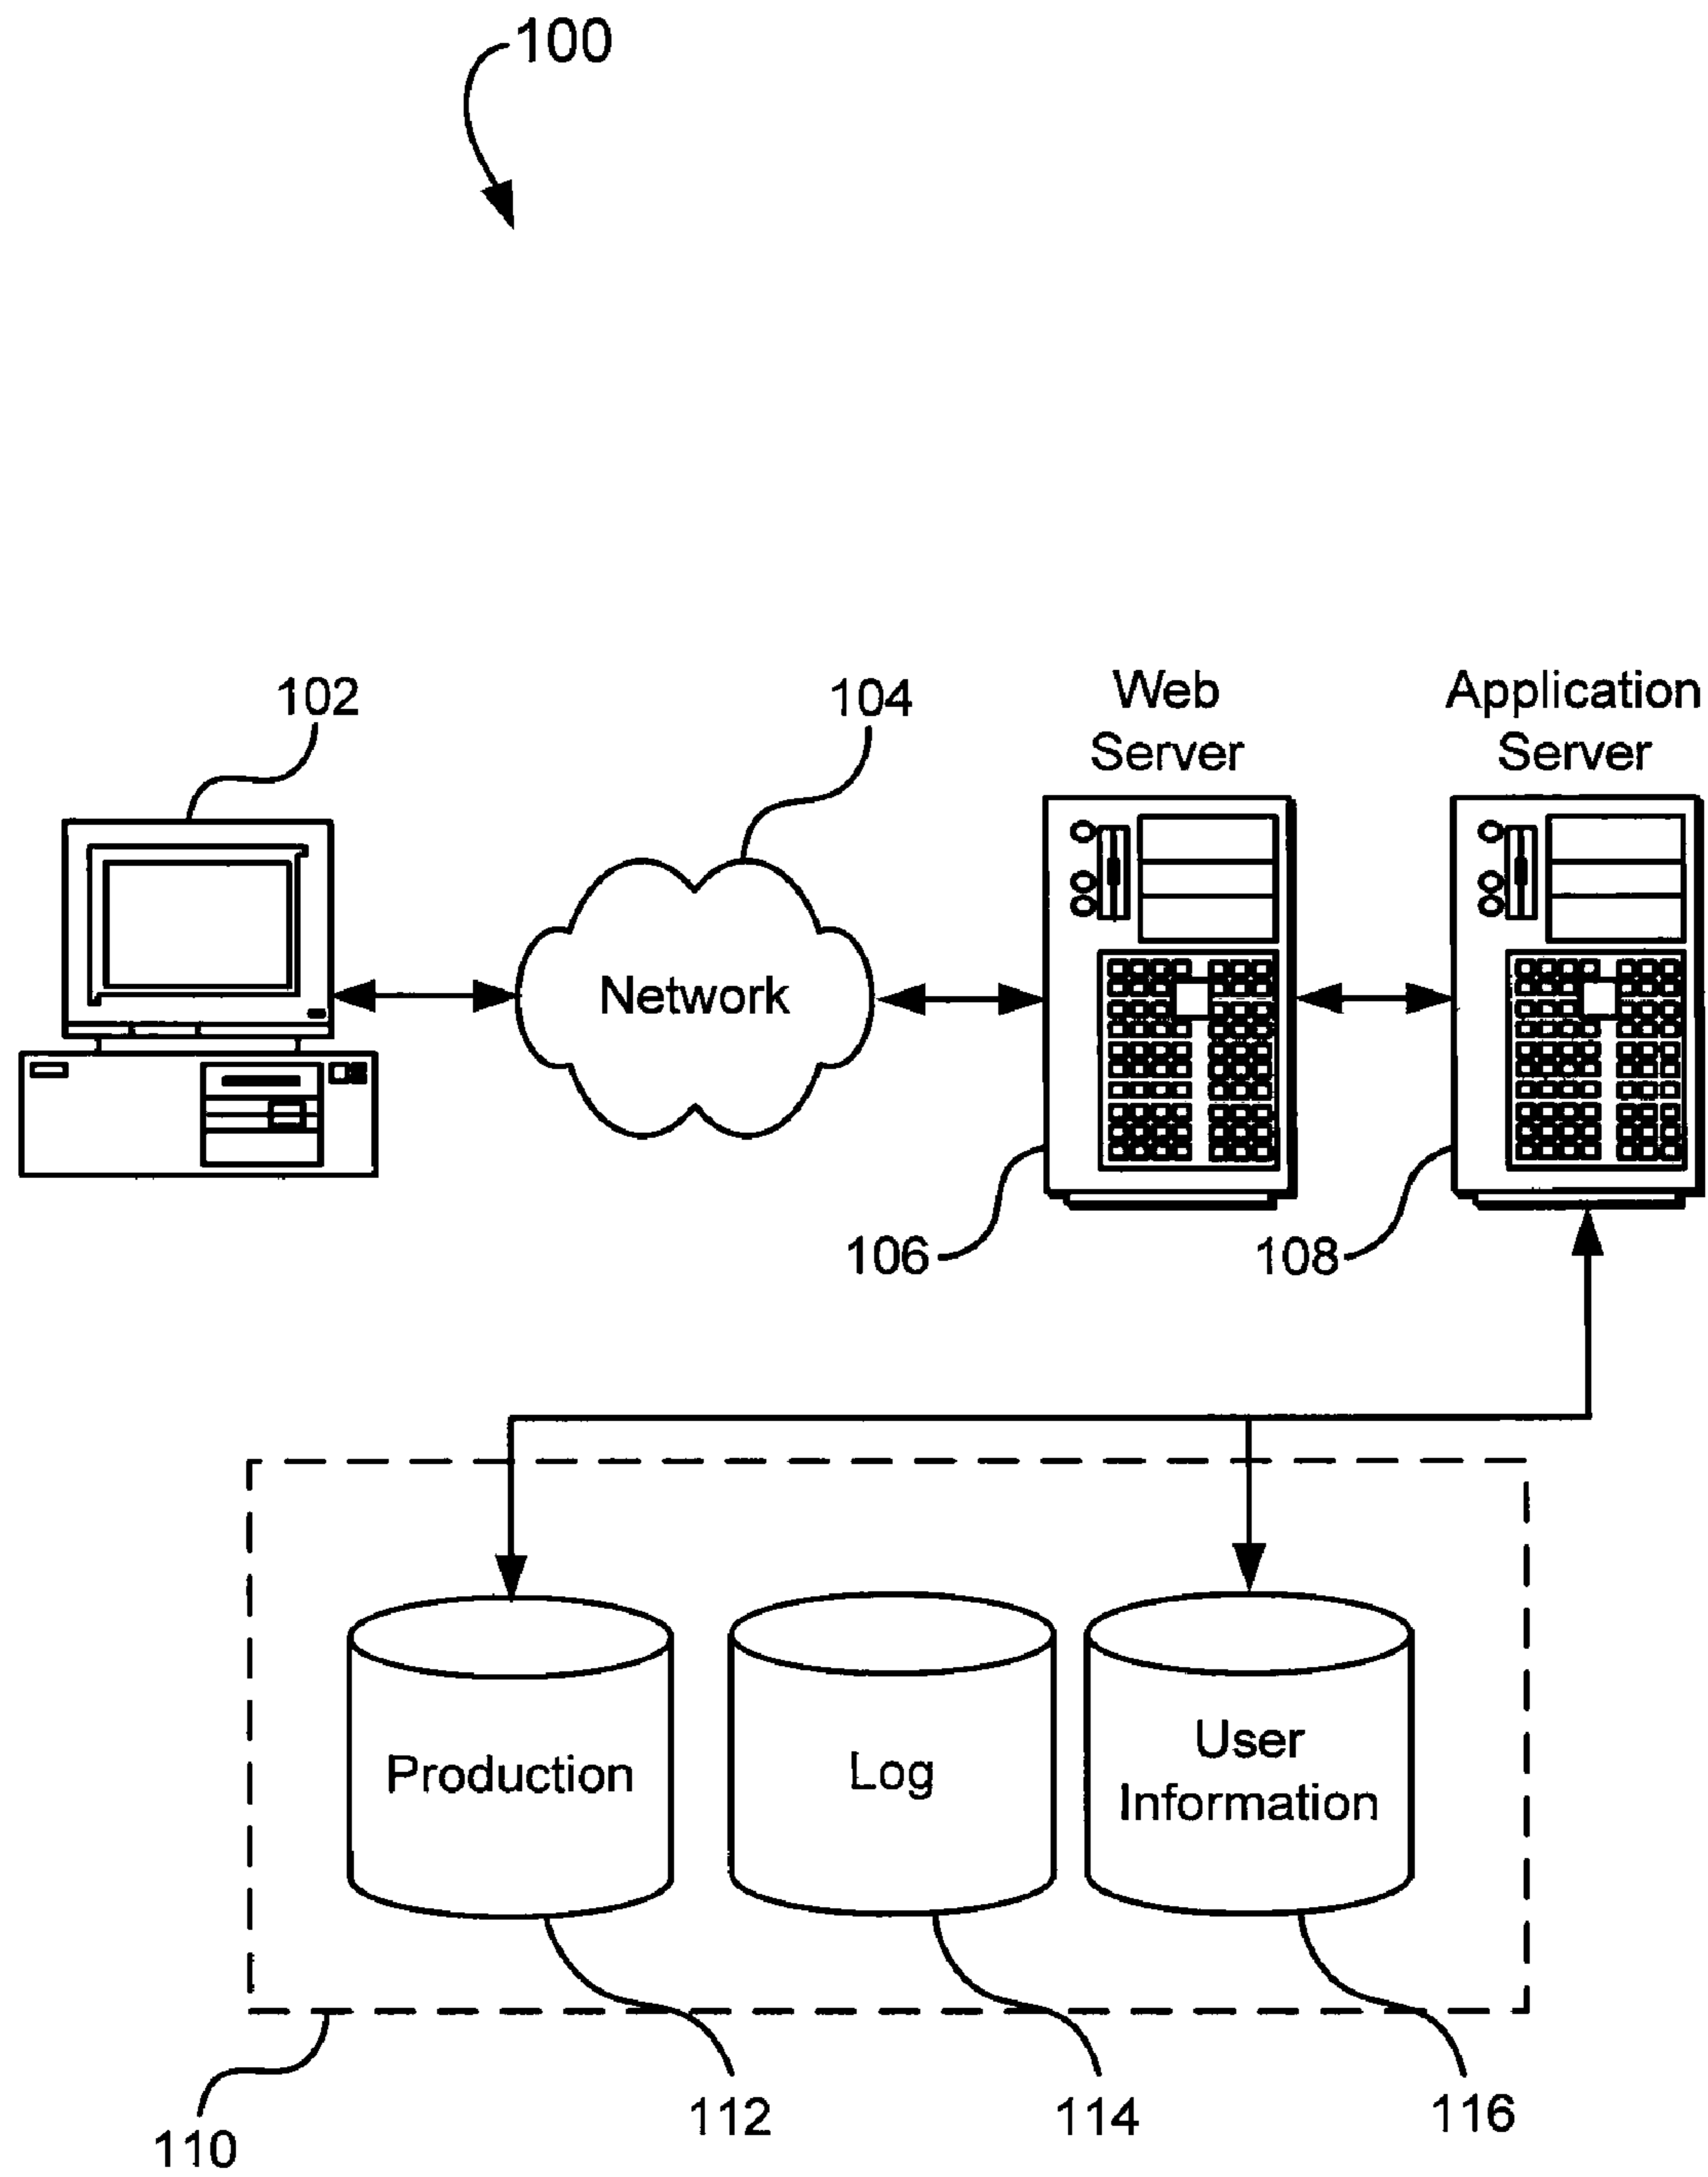 100
102
104
Web
Server
Application
Server
Network
106
108
Production
Log
User
Information
110
112
114
116